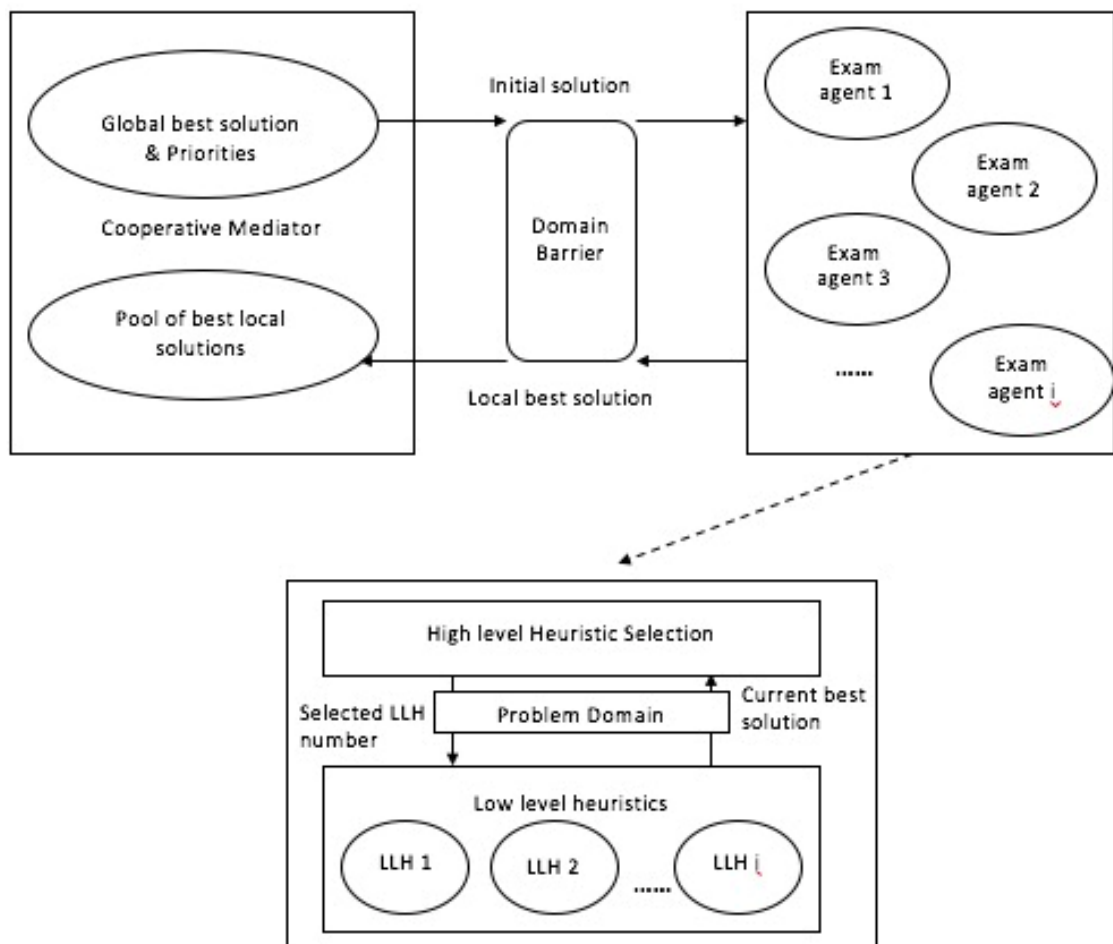 Global best solution
& Priorities
Cooperative Mediator
Pool of best local
solutions
Initial solution
Domain
Barrier
Local best solution
Exam
agent 1
Exam
agent 2
Exam
agent 3
......
Exam
agent i
High level Heuristic Selection
Selected LLH
number
Problem Domain
Current best
solution
Low level heuristics
LLH 1
LLH 2
......
LLH i